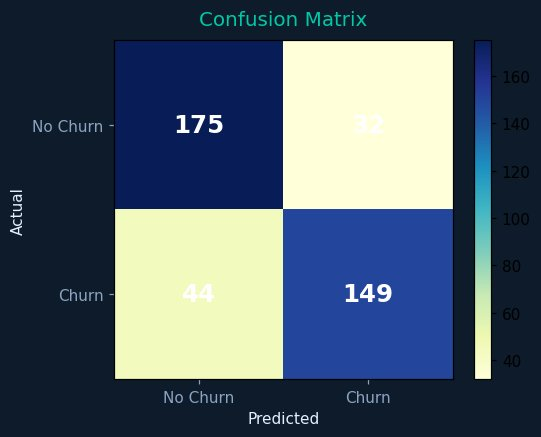 Confusion Matrix
No Churn 175 32
Churn 44 149
No Churn Churn
Predicted
Actual
160
140
120
100
80
60
40